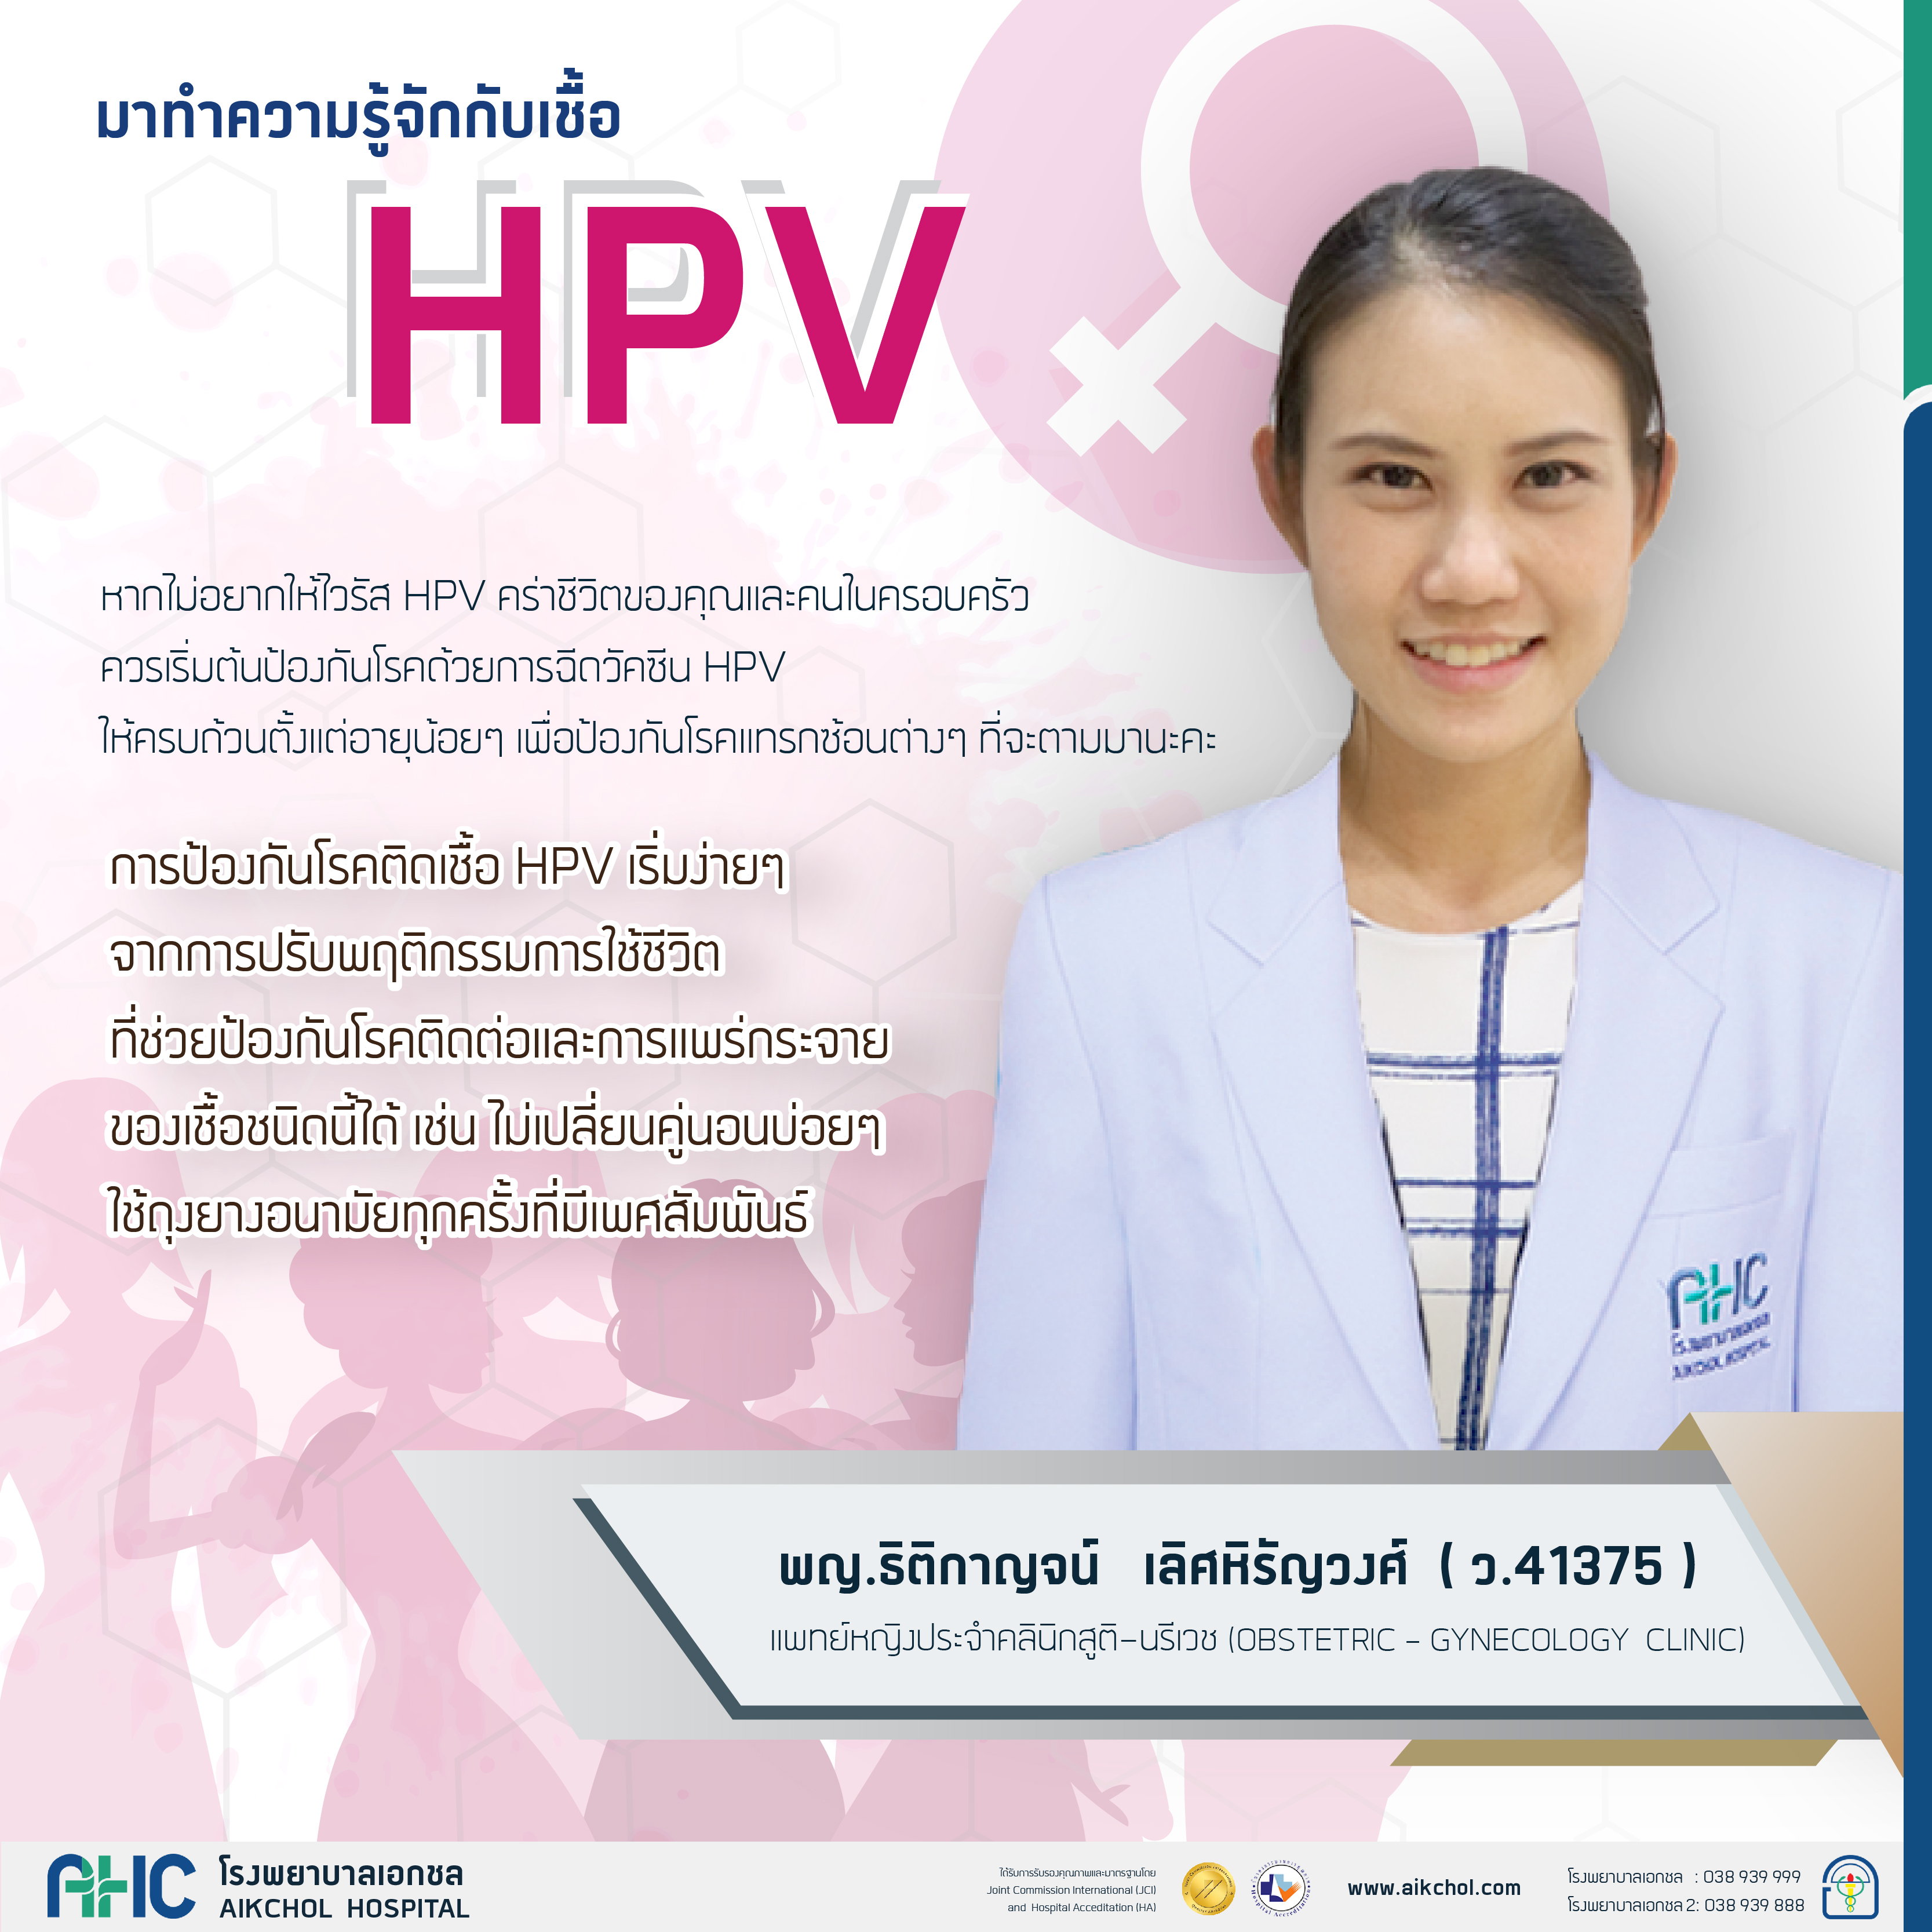 มาทำความรู้จักกับเชื้อ
HPV
หากไม่อยากให้ไวรัส HPV คร่าชีวิตของคุณและคนในครอบครัว
ควรเริ่มต้นป้องกันโรคด้วยการฉีดวัคซีน HPV
ให้ครบถ้วนตั้งแต่อายุน้อยๆ เพื่อป้องกันโรคแทรกซ้อนต่างๆ ที่จะตามมานะคะ
การป้องกันโรคติดเชื้อ HPV เริ่มง่ายๆ
จากการปรับพฤติกรรมการใช้ชีวิต
ที่ช่วยป้องกันโรคติดต่อและการแพร่กระจาย
ของเชื้อชนิดนี้ได้ เช่น ไม่เปลี่ยนคู่นอนบ่อยๆ
ใช้ถุงยางอนามัยทุกครั้งที่มีเพศสัมพันธ์
AHC
โรงพยาบาลเอกชล
AIKCHOL HOSPITAL
พญ.ธิติกาญจน์ เลิศหิรัญวงศ์ ( ว.41375 )
แพทย์หญิงประจำคลินิกสูติ-นรีเวช (OBSTETRIC - GYNECOLOGY CLINIC)
AHC
โรงพยาบาลเอกชล
AIKCHOL HOSPITAL
ได้รับการรับรองคุณภาพและมาตรฐานโดย
Joint Commission International (JCI)
and Hospital Acceditation (HA)
www.aikchol.com
โรงพยาบาลเอกชล : 038 939 999
โรงพยาบาลเอกชล 2: 038 939 888